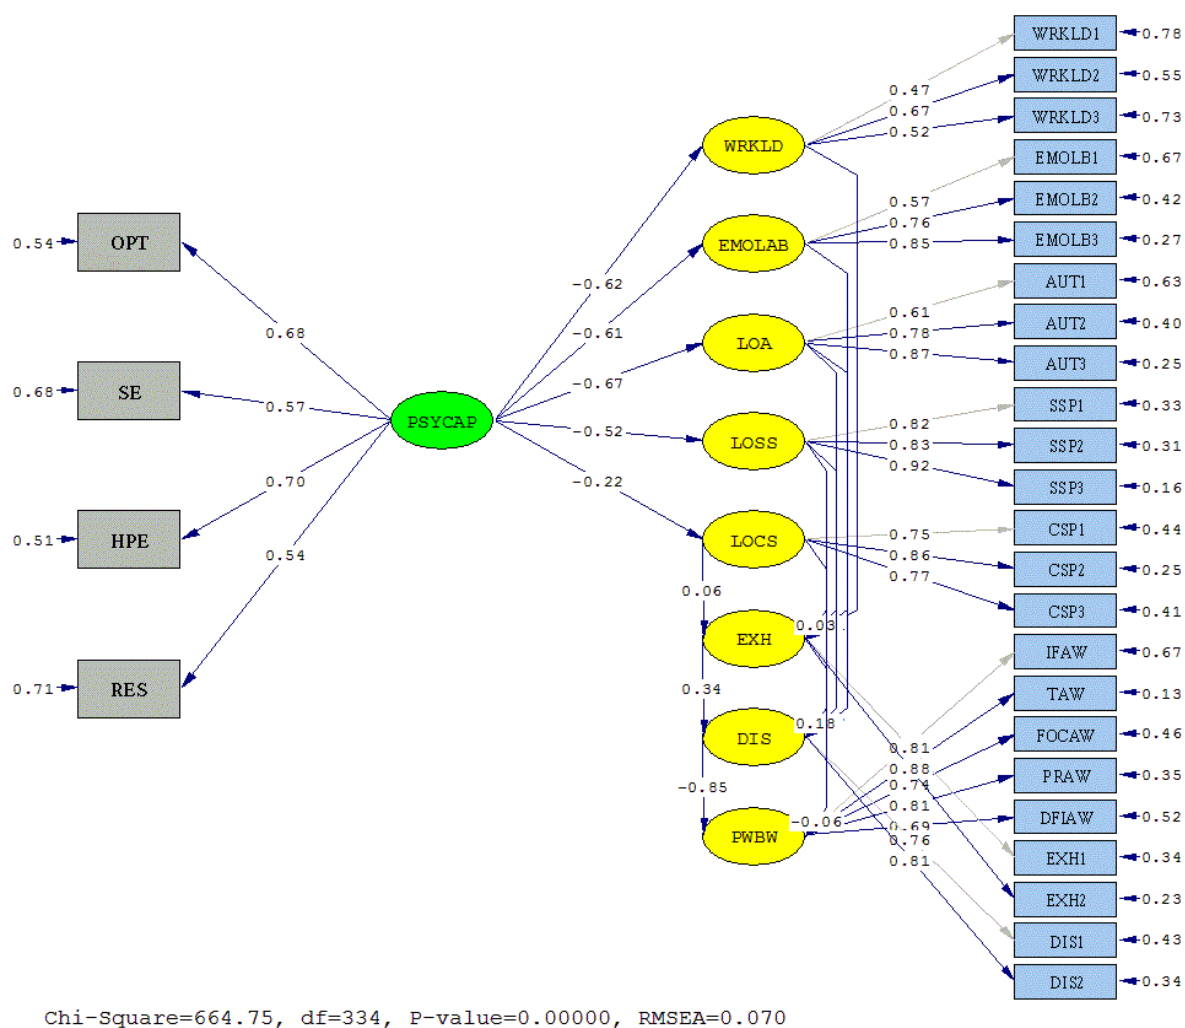 WRKLD1 0.78
0.47
WRKLD2 0.55
0.67
WRKLD3 0.73
0.52
WRKLD
EMOLB1 0.67
0.57
EMOLB2 0.42
0.76
0.54 OPT
EMOLAB
0.85
EMOLB3 0.27
AUT1 0.63
-0.62
0.61
AUT2 0.40
0.68
-0.61
0.78
LOA
0.87
AUT3 0.25
-0.67
0.68 SE
0.57
SSP1 0.33
PSYCAP
0.82
-0.52
LOSS
0.83
SSP2 0.31
0.92
0.70
-0.22
SSP3 0.16
CSP1 0.44
0.51 HPE
LOCS
0.75
0.54
0.86
CSP2 0.25
0.77
0.06
CSP3 0.41
EXH
0.03
IFAW 0.67
0.71 RES
0.34
TAW 0.13
DIS
0.18
FOCAW 0.46
0.81
0.88
PRAW 0.35
-0.85
0.74
0.81
DFIAW 0.52
PWBW
-0.06
0.69
0.76
EXH1 0.34
0.81
EXH2 0.23
DIS1 0.43
DIS2 0.34
Chi-Square=664.75, df=334, P-value=0.00000, RMSEA=0.070